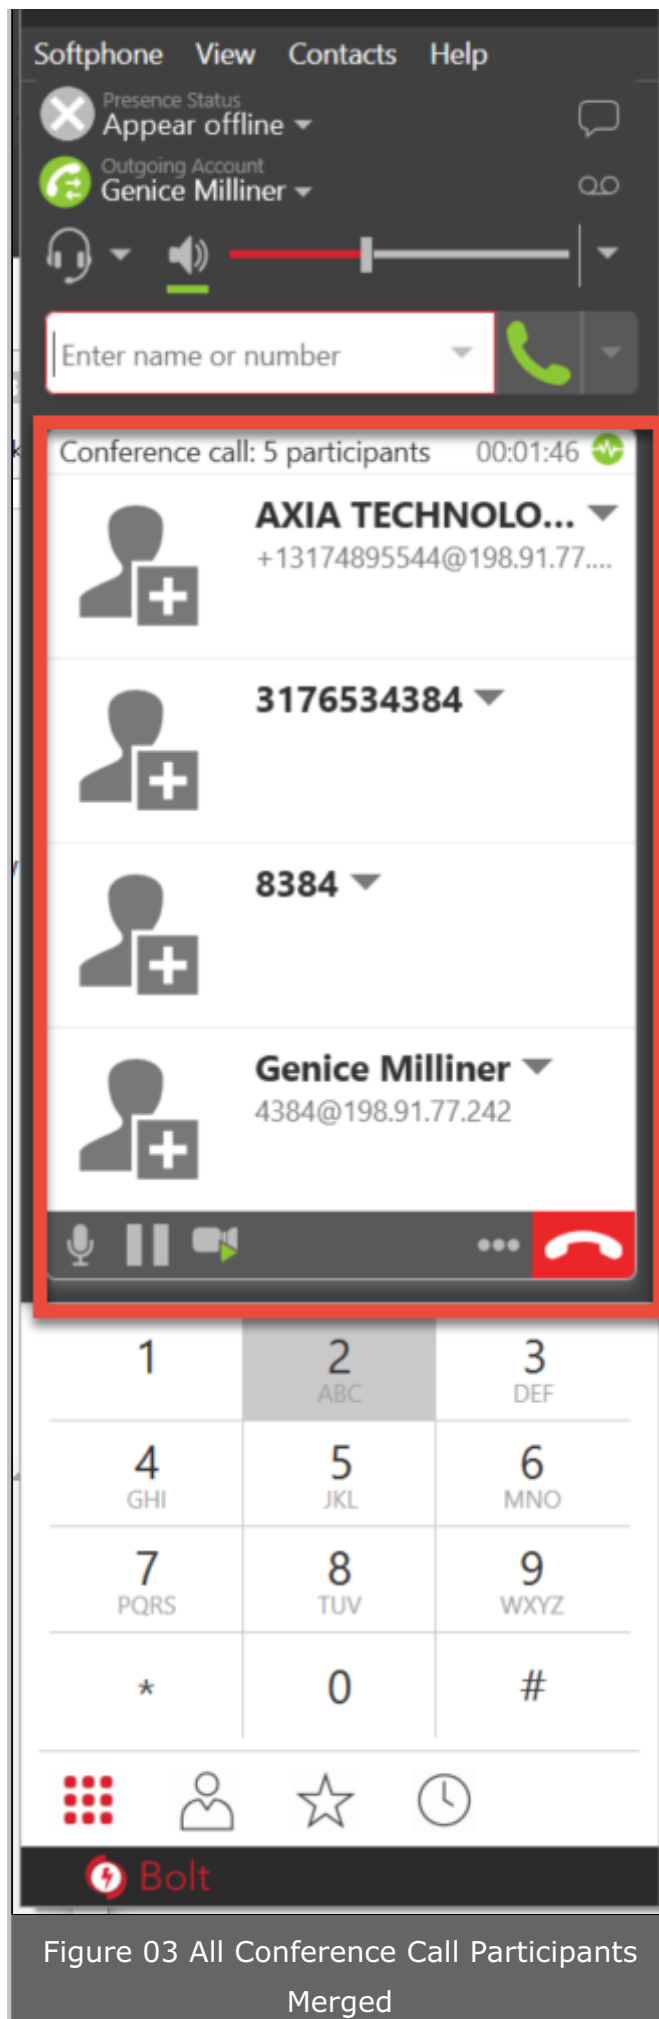 Softphone View Contacts Help
Presence Status
Appear offline
Outgoing Account
Genice Milliner
Enter name or number
Conference call: 5 participants 00:01:46
AXIA TECHNOLO...
+13174895544@198.91.77....
3176534384
8384
Genice Milliner
4384@198.91.77.242
1 2 3
ABC DEF
4 5 6
GHI JKL MNO
7 8 9
PQRS TUV WXYZ
* 0 #
Bolt
Figure 03 All Conference Call Participants
Merged